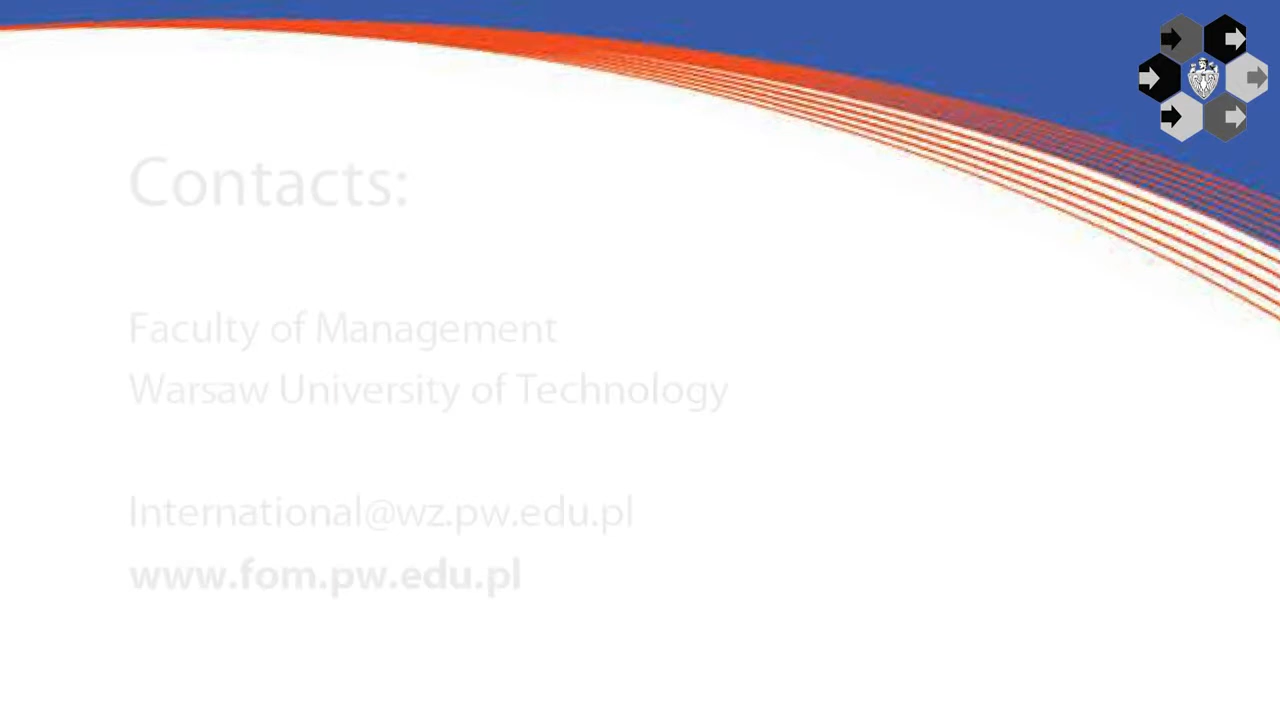 Contacts:
Faculty of Management
Warsaw University of Technology
International@wz.pw.edu.pl
www.fom.pw.edu.pl